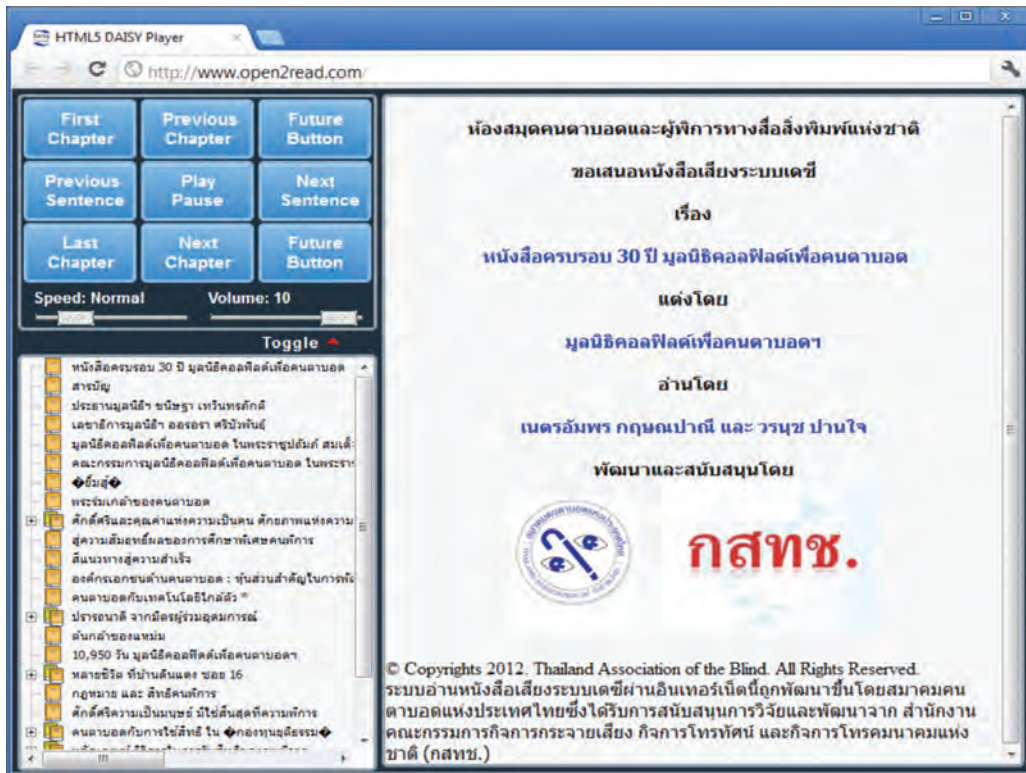 HTML5 DAISY Player
http://www.open2read.com/
First Chapter
Previous Chapter
Future Button
Previous Sentence
Play Pause
Next Sentence
Last Chapter
Next Chapter
Future Button
Speed: Normal
Volume: 10
Toggle
หนังสือครบรอบ 30 ปี มูลนิธิคอลฟิลด์เพื่อคนตาบอด
สารบัญ
ประธานมูลนิธิฯ ขนิษฐา เทวินทรภักดิ์
เลขาธิการมูลนิธิฯ ออรอรา ศรีบัวพันธุ์
มูลนิธิคอลฟิลด์เพื่อคนตาบอด ในพระราชูปถัมภ์ สมเด็
คณะกรรมการมูลนิธิคอลฟิลด์เพื่อคนตาบอด ในพระรา
�ยิ้มสู้�
พระร่มเกล้าของคนตาบอด
ศักดิ์ศรีและคุณค่าแห่งความเป็นคน ศักยภาพแห่งความ
สู่ความสัมฤทธิ์ผลของการศึกษาพิเศษคนพิการ
สี่แนวทางสู่ความสำเร็จ
องค์กรเอกชนด้านคนตาบอด : หุ้นส่วนสำคัญในการพั
คนตาบอดกับเทคโนโลยีใกล้ตัว *
ปรารถนาดี จากมิตรผู้ร่วมอุดมการณ์
ต้นกล้าของแหม่ม
10,950 วัน มูลนิธิคอลฟิลด์เพื่อคนตาบอดฯ
หลายชีวิต ที่บ้านดินแดง ซอย 16
กฎหมาย และ สิทธิคนพิการ
ศักดิ์ศรีความเป็นมนุษย์ มิใช่สิ้นสุดที่ความพิการ
คนตาบอดกับการใช้สิทธิ ใน �กองทุนยุติธรรม�
ห้องสมุดคนตาบอดและผู้พิการทางสื่อสิ่งพิมพ์แห่งชาติ
ขอเสนอหนังสือเสียงระบบเดซี
เรื่อง
หนังสือครบรอบ 30 ปี มูลนิธิคอลฟิลด์เพื่อคนตาบอด
แต่งโดย
มูลนิธิคอลฟิลด์เพื่อคนตาบอดฯ
อ่านโดย
เนตรอัมพร กฤษณปาณี และ วรนุช ปานใจ
พัฒนาและสนับสนุนโดย
กสทช.
© Copyrights 2012. Thailand Association of the Blind. All Rights Reserved.
ระบบอ่านหนังสือเสียงระบบเดซีผ่านอินเทอร์เน็ตนี้ถูกพัฒนาขึ้นโดยสมาคมคน
ตาบอดแห่งประเทศไทยซึ่งได้รับการสนับสนุนการวิจัยและพัฒนาจาก สำนักงาน
คณะกรรมการกิจการกระจายเสียง กิจการโทรทัศน์ และกิจการโทรคมนาคมแห่ง
ชาติ (กสทช.)